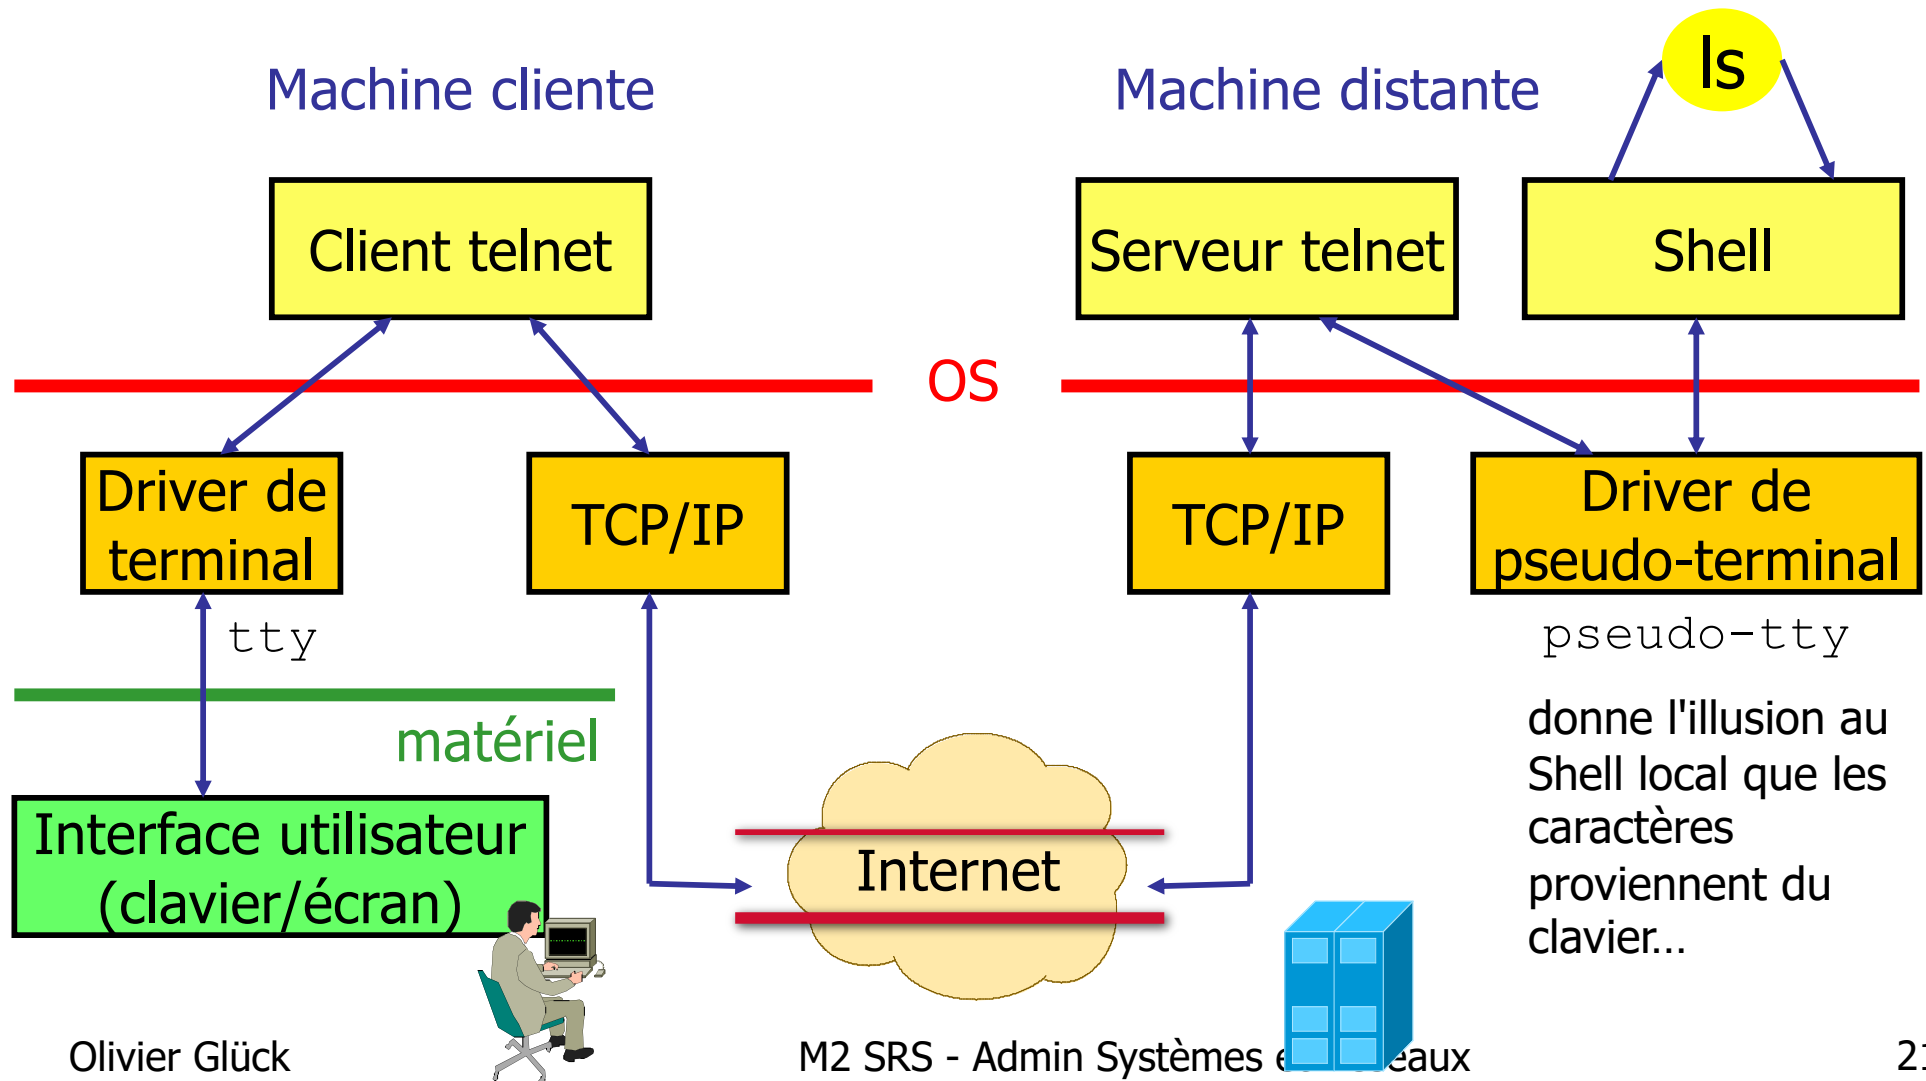 ls
Machine cliente
Machine distante
Client telnet
Serveur telnet
Shell
OS
Driver de
terminal
TCP/IP
TCP/IP
Driver de
pseudo-terminal
tty
pseudo-tty
matériel
donne l'illusion au
Shell local que les
caractères
proviennent du
clavier...
Interface utilisateur
(clavier/écran)
Internet
Olivier Glück
M2 SRS - Admin Systèmes